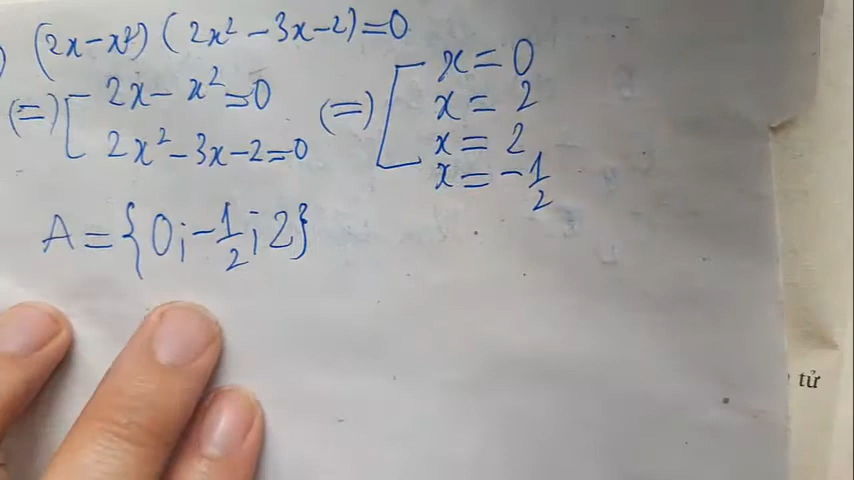 ) (2x-x²) (2x²-3x-2)=0
(=) [ 2x-x²=0 (=) [ x=0
x=2
2x²-3x-2=0 x=2
x=-1/2
A={0;-1/2;2}
tử